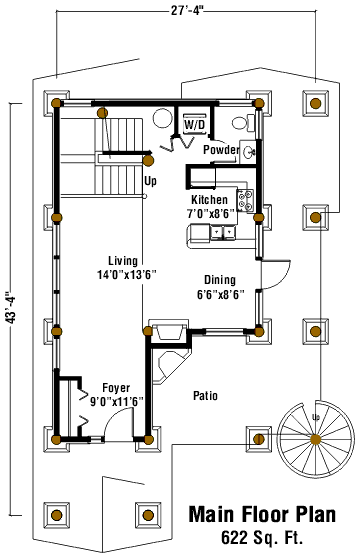 27'-4"
W/D
Powder
Up
Kitchen
7'0"x8'6"
Living
14'0"x13'6"
Dining
6'6"x8'6"
43'-4"
Foyer
9'0"x11'6"
Patio
Up
Main Floor Plan
622 Sq. Ft.